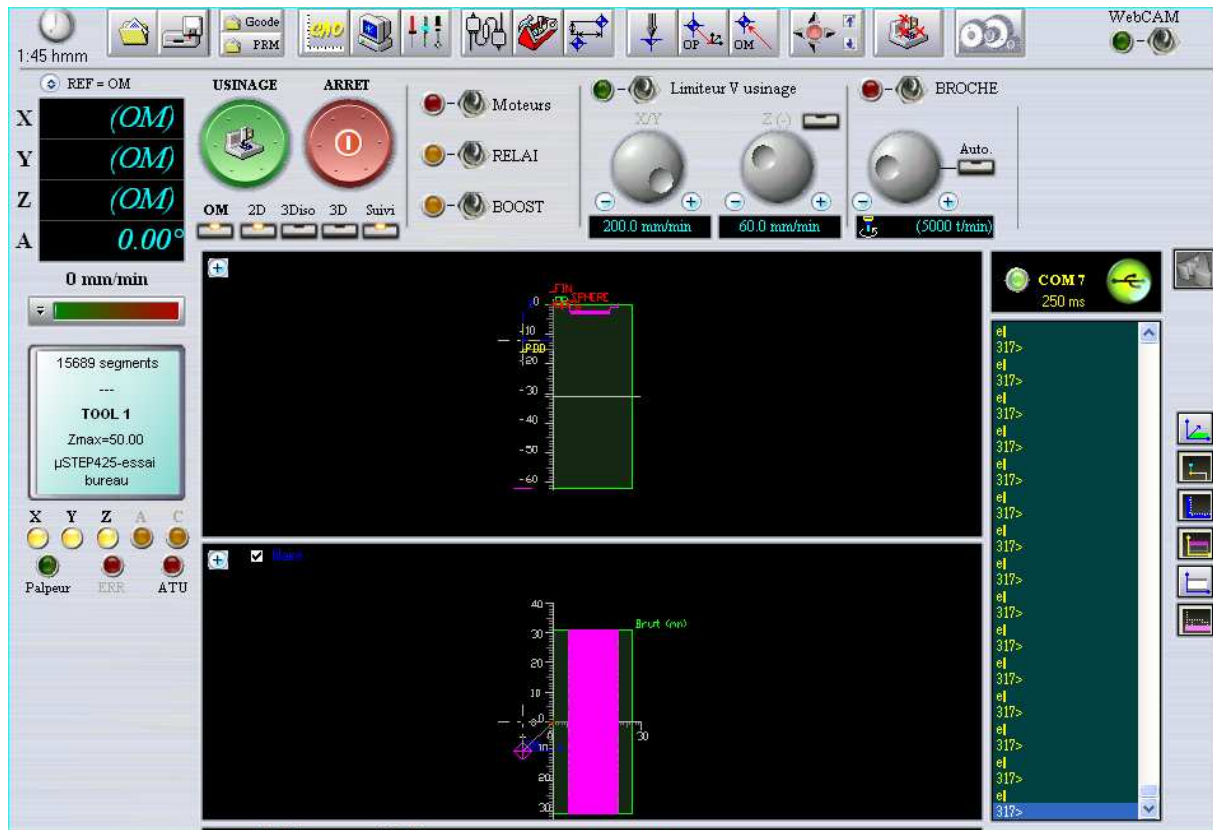 Gcode
PRM
CAO
OP
OM
WebCAM
1:45 hmm
REF = OM
X (OM)
Y (OM)
Z (OM)
A 0.00°
0 mm/min
USINAGE ARRET
OM 2D 3Diso 3D Suivi
Moteurs
RELAI
BOOST
Limiteur V usinage
X/Y Z (-)
200.0 mm/min 60.0 mm/min
BROCHE
Auto.
(5000 t/min)
15689 segments
---
TOOL 1
Zmax=50.00
µSTEP425-essai
bureau
X Y Z A C
Palpeur ERR ATU
FIN
SPHERE
0
-10
-20
-30
-40
-50
-60
Brut (mn)
40
30
20
10
0
0 30
10
20
30
COM 7
250 ms
el
317>
el
317>
el
317>
el
317>
el
317>
el
317>
el
317>
el
317>
el
317>
el
317>
el
317>
el
317>
el
317>
el
317>
el
317>